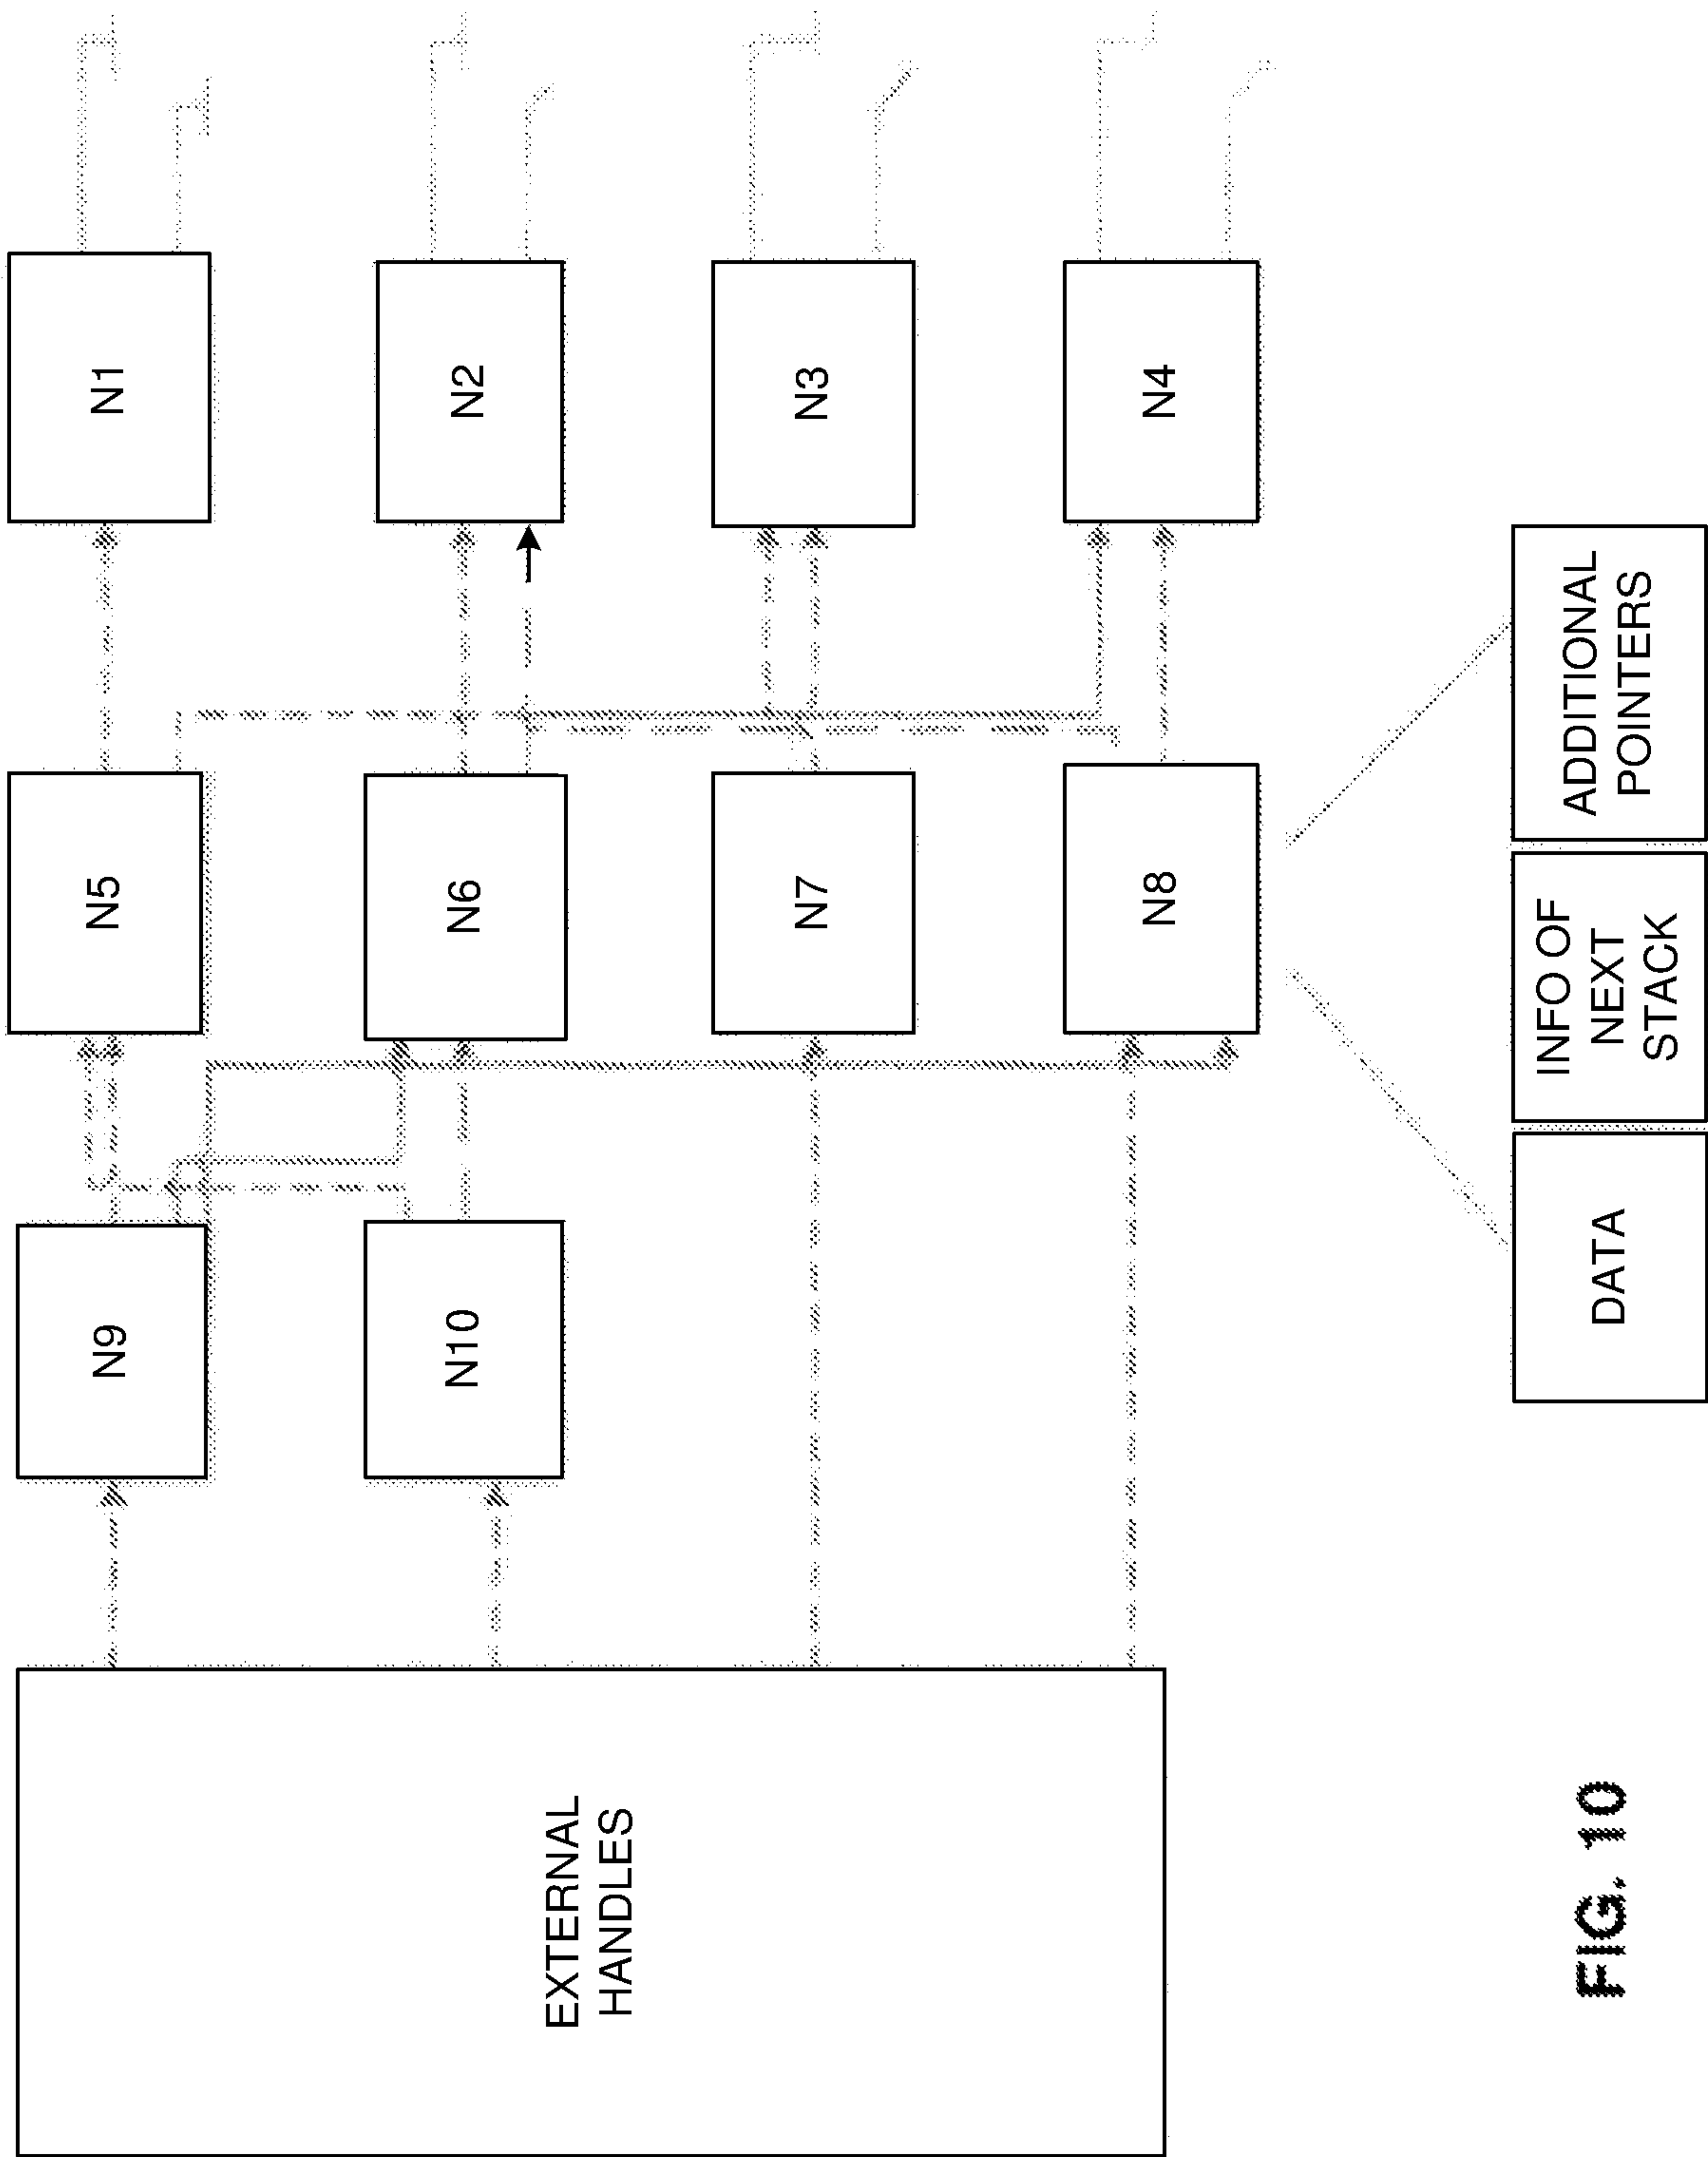 N9
N5
N1
N10
N6
N2
EXTERNAL
HANDLES
N7
N3
N8
N4
DATA
INFO OF
NEXT
STACK
ADDITIONAL
POINTERS
FIG. 10